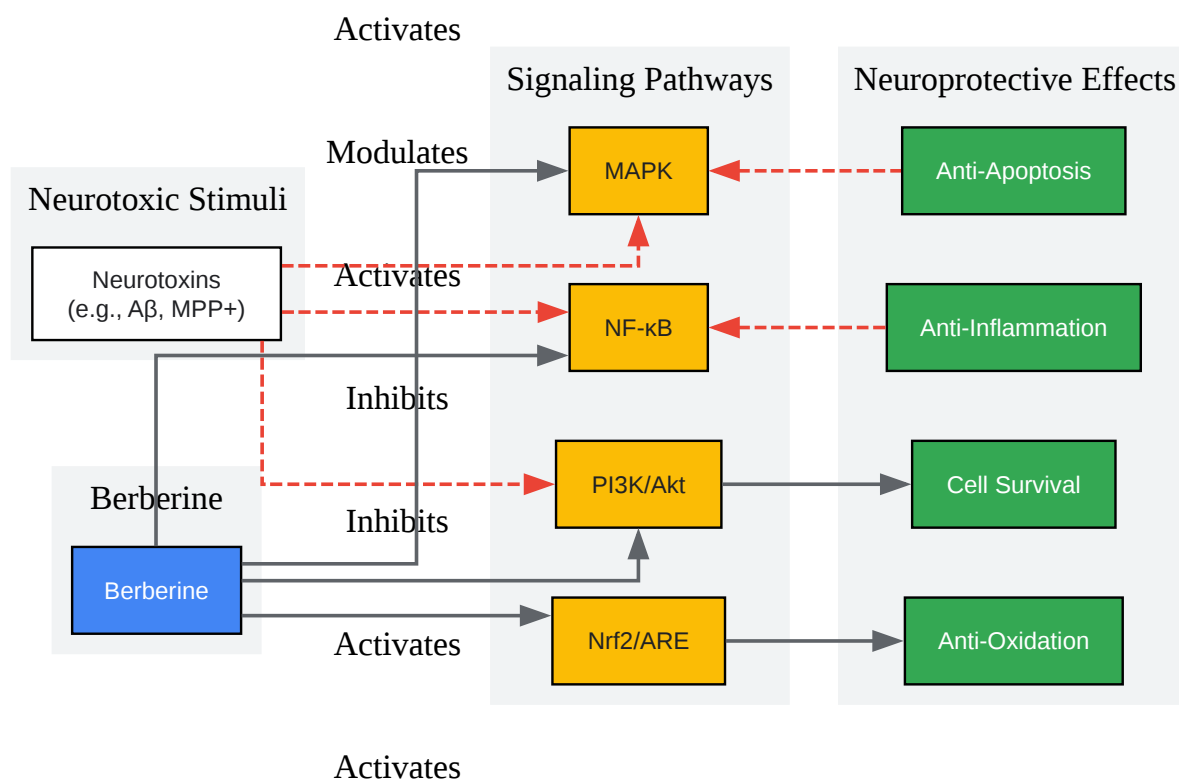 Activates
Signaling Pathways
Neuroprotective Effects
Modulates
MAPK
Anti-Apoptosis
Neurotoxic Stimuli
Neurotoxins
(e.g., Aβ, MPP+)
Activates
NF-κB
Anti-Inflammation
Inhibits
Berberine
PI3K/Akt
Cell Survival
Inhibits
Berberine
Nrf2/ARE
Anti-Oxidation
Activates
Activates